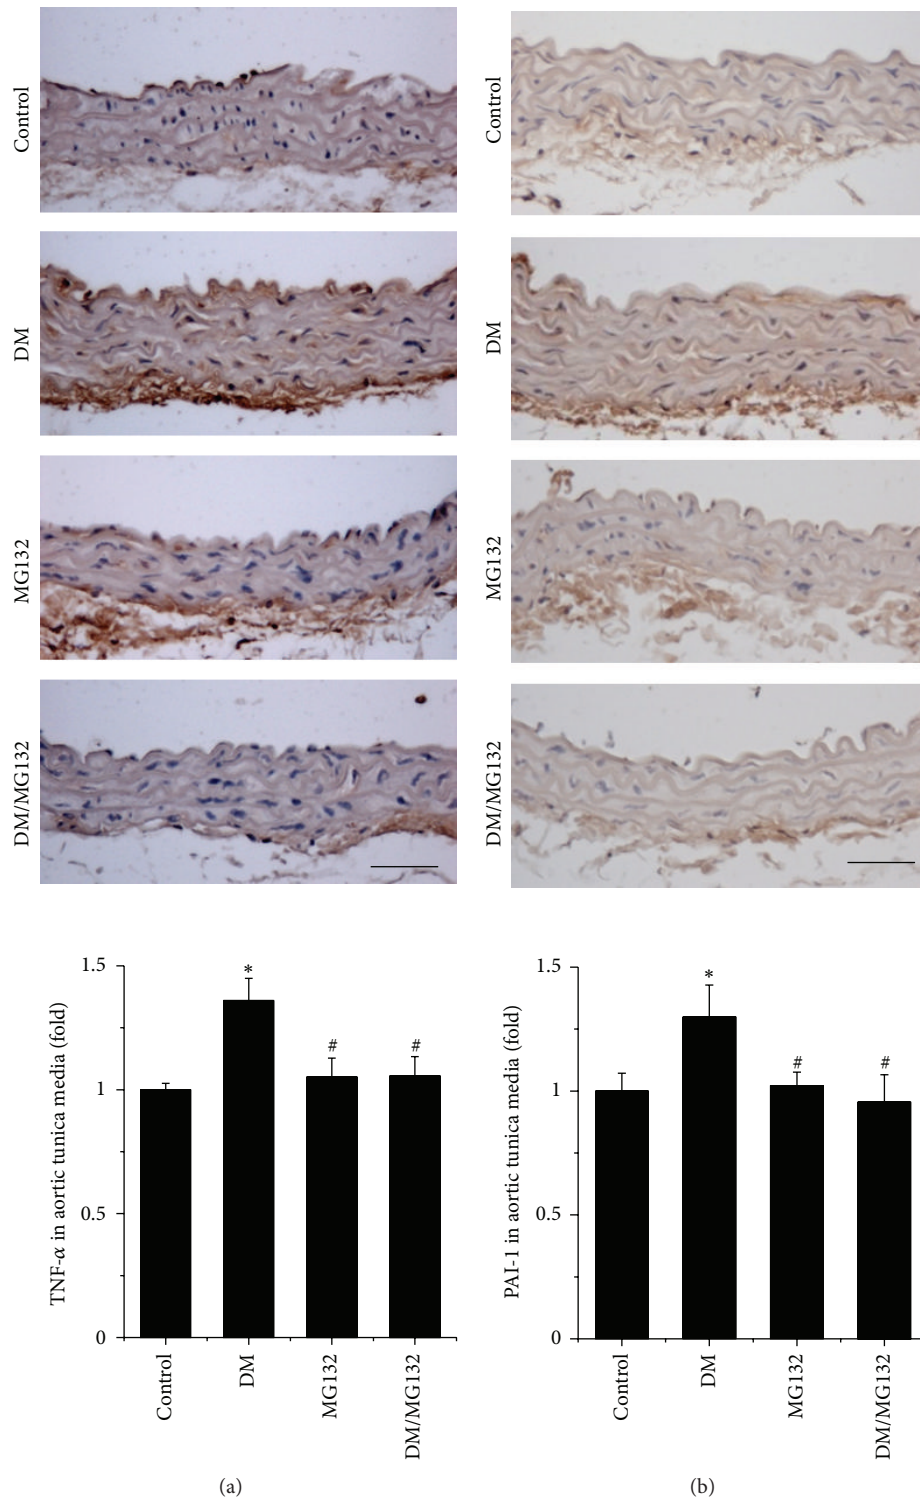 Control
DM
MG132
DM/MG132
1.5
1
0.5
0
TNF-α in aortic tunica media (fold)
*
#
#
Control
DM
MG132
DM/MG132
(a)
Control
DM
MG132
DM/MG132
1.5
1
0.5
0
PAI-1 in aortic tunica media (fold)
*
#
#
Control
DM
MG132
DM/MG132
(b)